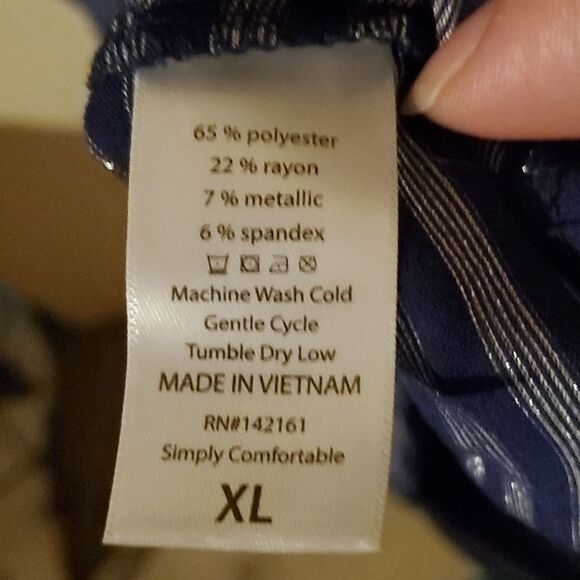 65 % polyester
22 % rayon
7 % metallic
6 % spandex
Machine Wash Cold
Gentle Cycle
Tumble Dry Low
MADE IN VIETNAM
RN#142161
Simply Comfortable
XL